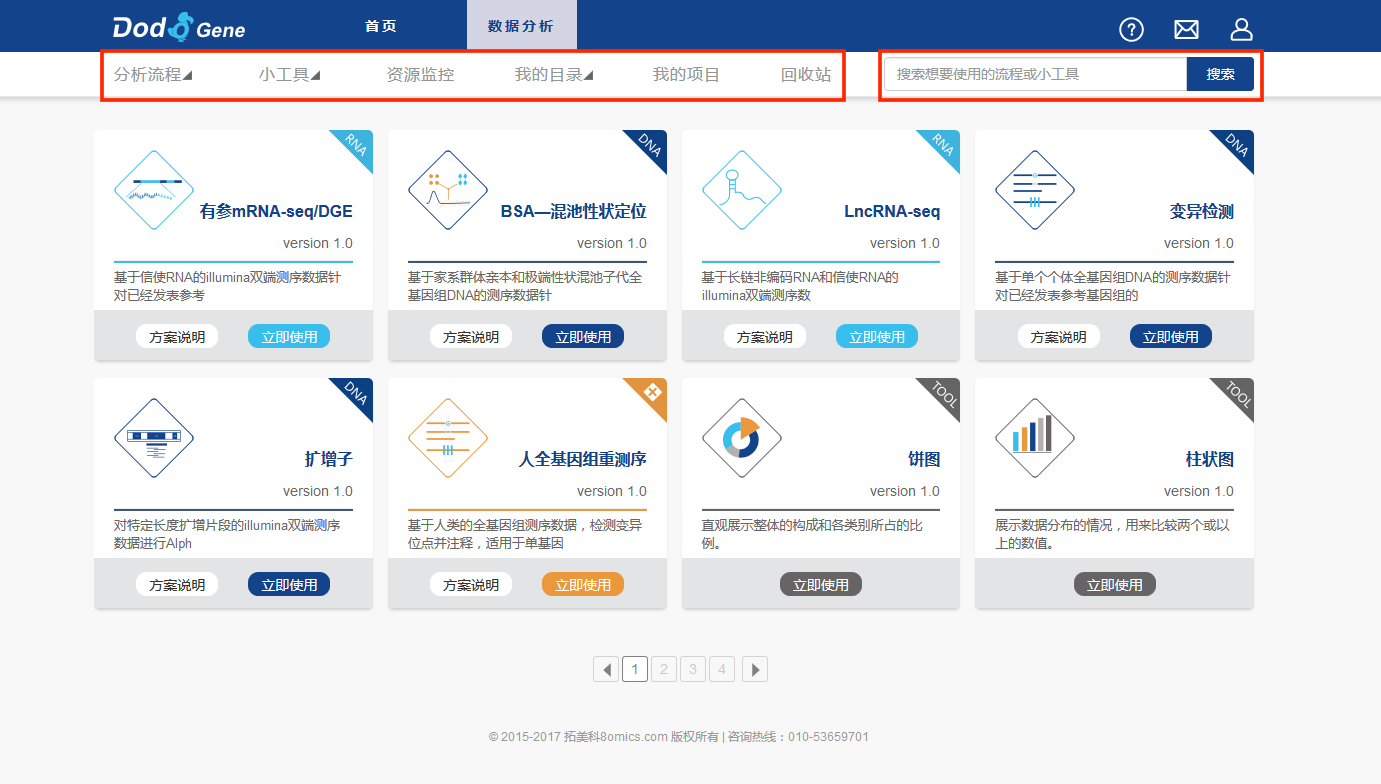 Dodo Gene
首页
数据分析
?
分析流程
小工具
资源监控
我的目录
我的项目
回收站
搜索想要使用的流程或小工具
搜索
RNA
有参mRNA-seq/DGE
version 1.0
基于信使RNA的illumina双端测序数据针
对已经发表参考
方案说明
立即使用
DNA
BSA—混池性状定位
version 1.0
基于家系群体亲本和极端性状混池子代全
基因组DNA的测序数据针
方案说明
立即使用
RNA
LncRNA-seq
version 1.0
基于长链非编码RNA和信使RNA的
illumina双端测序数
方案说明
立即使用
DNA
变异检测
version 1.0
基于单个个体全基因组DNA的测序数据针
对已经发表参考基因组的
方案说明
立即使用
DNA
扩增子
version 1.0
对特定长度扩增片段的illumina双端测序
数据进行Alph
方案说明
立即使用
人全基因组重测序
version 1.0
基于人类的全基因组测序数据，检测变异
位点并注释，适用于单基因
方案说明
立即使用
TOOL
饼图
version 1.0
直观展示整体的构成和各类别所占的比
例。
立即使用
TOOL
柱状图
version 1.0
展示数据分布的情况，用来比较两个或以
上的数值。
立即使用
1 2 3 4
© 2015-2017 拓美科8omics.com 版权所有 | 咨询热线：010-53659701